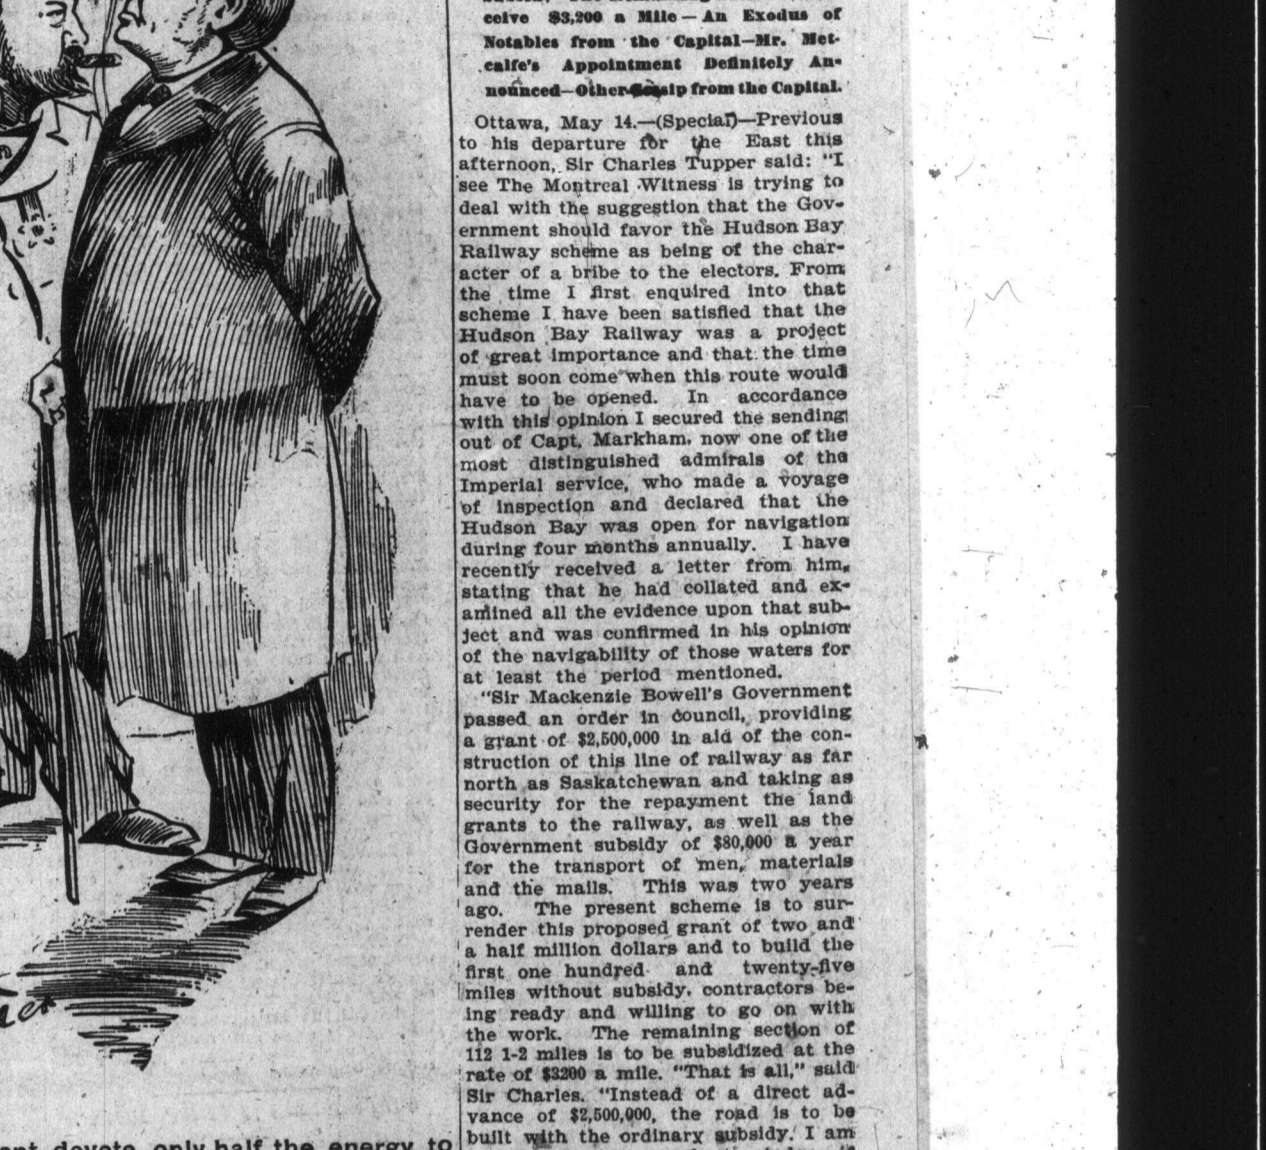 ceive $3,200 a Mile—An Exodus of
Notables from the Capital—Mr. Met-
calfe's Appointment Definitely An-
nounced—Other Gossip from the Capital.
Ottawa, May 14.—(Special)—Previous
to his departure for the East this
afternoon, Sir Charles Tupper said: "I
see The Montreal Witness is trying to
deal with the suggestion that the Gov-
ernment should favor the Hudson Bay
Railway scheme as being of the char-
acter of a bribe to the electors. From
the time I first enquired into that
scheme I have been satisfied that the
Hudson Bay Railway was a project
of great importance and that the time
must soon come when this route would
have to be opened. In accordance
with this opinion I secured the sending
out of Capt. Markham, now one of the
most distinguished admirals of the
Imperial service, who made a voyage
of inspection and declared that the
Hudson Bay was open for navigation
during four months annually. I have
recently received a letter from him,
stating that he had collated and ex-
amined all the evidence upon that sub-
ject and was confirmed in his opinion
of the navigability of those waters for
at least the period mentioned.
"Sir Mackenzie Bowell's Government
passed an order in council, providing
a grant of $2,500,000 in aid of the con-
struction of this line of railway as far
north as Saskatchewan and taking as
security for the repayment the land
grants to the railway, as well as the
Government subsidy of $80,000 a year
for the transport of men, materials
and the mails. This was two years
ago. The present scheme is to sur-
render this proposed grant of two and
a half million dollars and to build the
first one hundred and twenty-five
miles without subsidy, contractors be-
ing ready and willing to go on with
the work. The remaining section of
112 1-2 miles is to be subsidized at the
rate of $3200 a mile. "That is all," said
Sir Charles. "Instead of a direct ad-
vance of $2,500,000, the road is to be
built with the ordinary subsidy. I am
devote only half the energy to